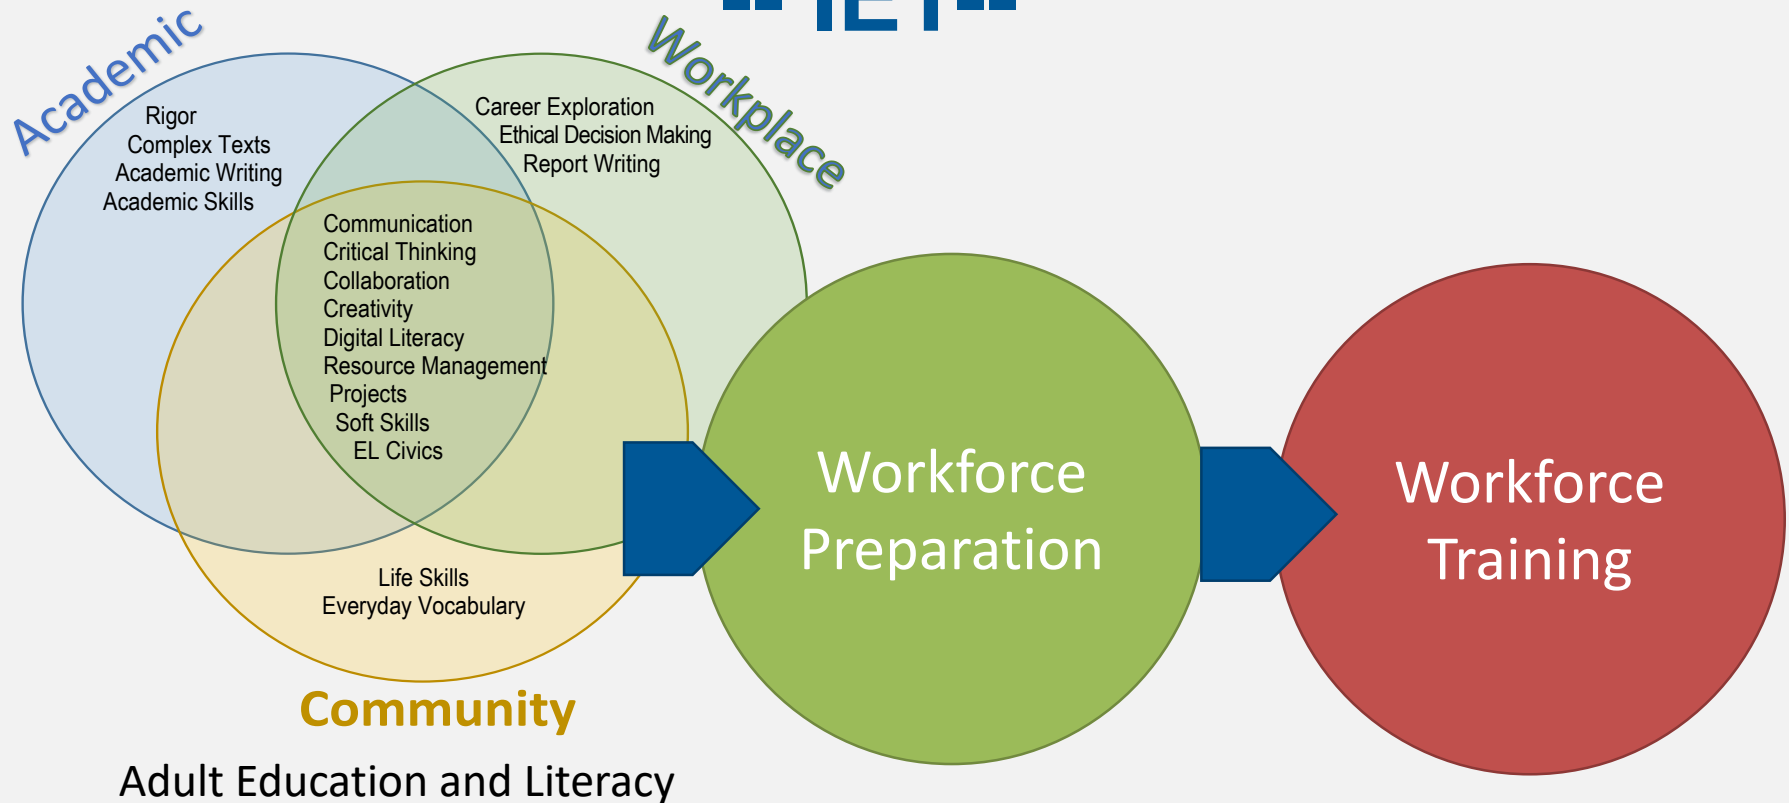 -- IET--
Academic
Workplace
Rigor
Complex Texts
Academic Writing
Academic Skills
Career Exploration
Ethical Decision Making
Report Writing
Communication
Critical Thinking
Collaboration
Creativity
Digital Literacy
Resource Management
Projects
Soft Skills
EL Civics
Life Skills
Everyday Vocabulary
Community
Adult Education and Literacy
Workforce
Preparation
Workforce
Training